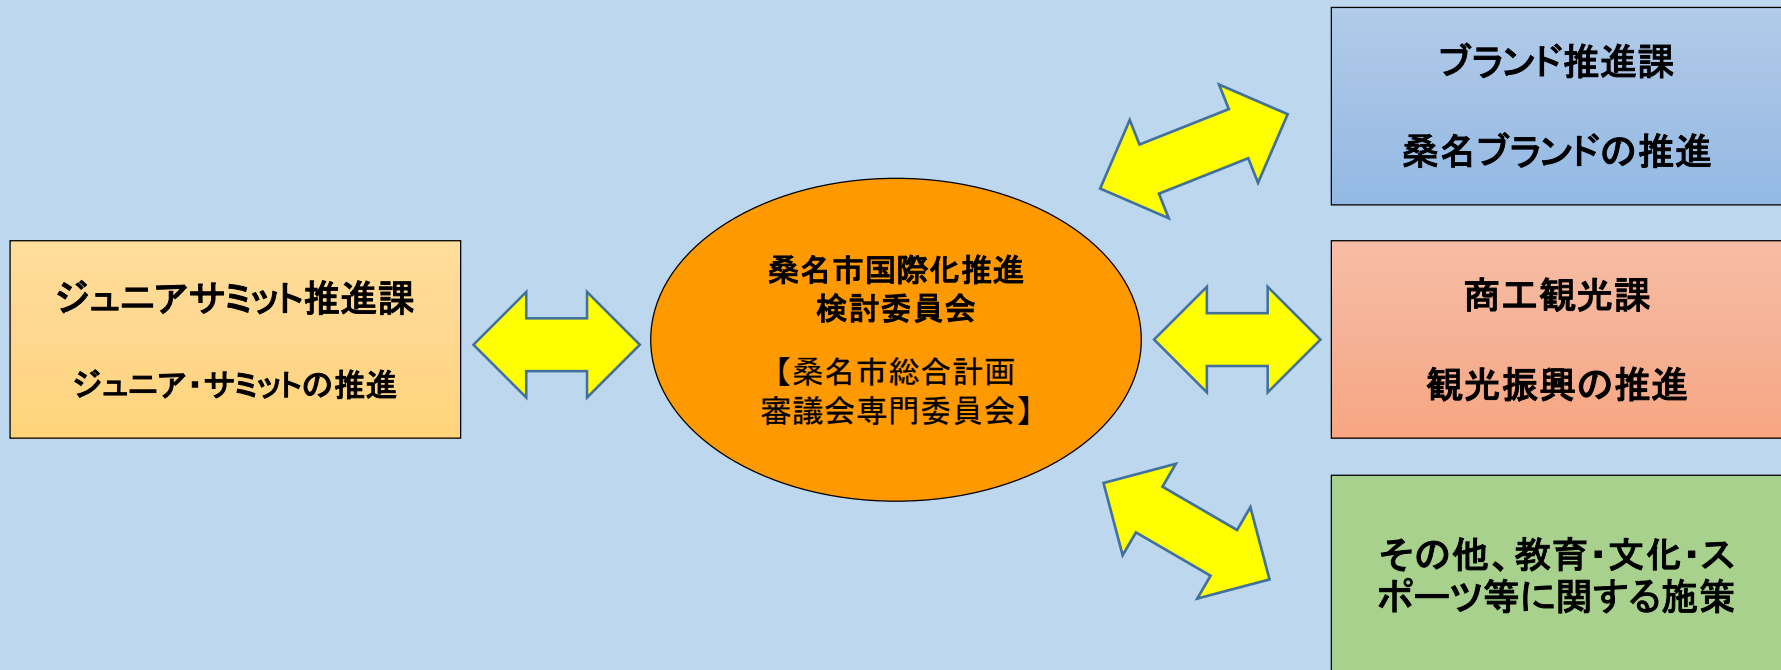 ブランド推進課
桑名ブランドの推進
桑名市国際化推進
検討委員会
【桑名市総合計画
審議会専門委員会】
ジュニアサミット推進課
ジュニア・サミットの推進
商工観光課
観光振興の推進
その他、教育・文化・ス
ポーツ等に関する施策